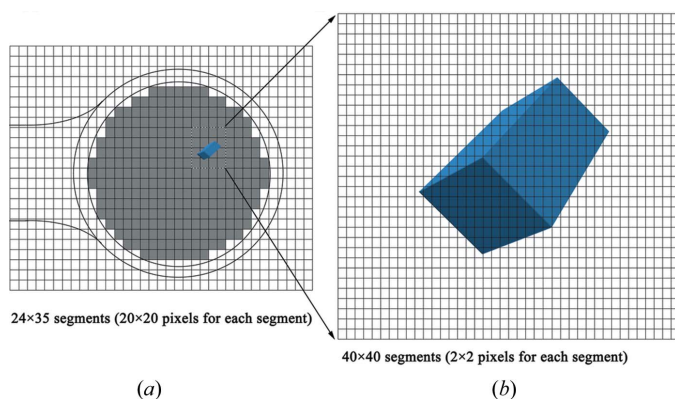 24×35 segments (20×20 pixels for each segment)
40×40 segments (2×2 pixels for each segment)
(a)
(b)